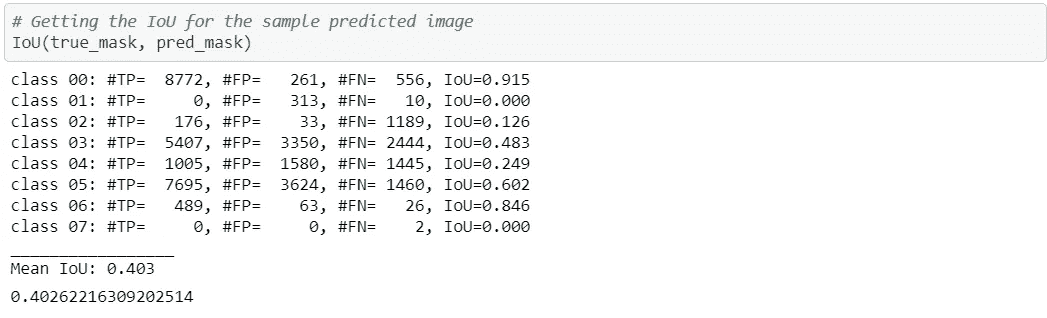 # Getting the IoU for the sample predicted image
IoU(true_mask, pred_mask)
class 00: #TP=  8772, #FP=   261, #FN=  556, IoU=0.915
class 01: #TP=     0, #FP=   313, #FN=   10, IoU=0.000
class 02: #TP=   176, #FP=    33, #FN= 1189, IoU=0.126
class 03: #TP=  5407, #FP=  3350, #FN= 2444, IoU=0.483
class 04: #TP=  1005, #FP=  1580, #FN= 1445, IoU=0.249
class 05: #TP=  7695, #FP=  3624, #FN= 1460, IoU=0.602
class 06: #TP=   489, #FP=    63, #FN=   26, IoU=0.846
class 07: #TP=     0, #FP=     0, #FN=    2, IoU=0.000
_________________
Mean IoU: 0.403
0.40262216309202514